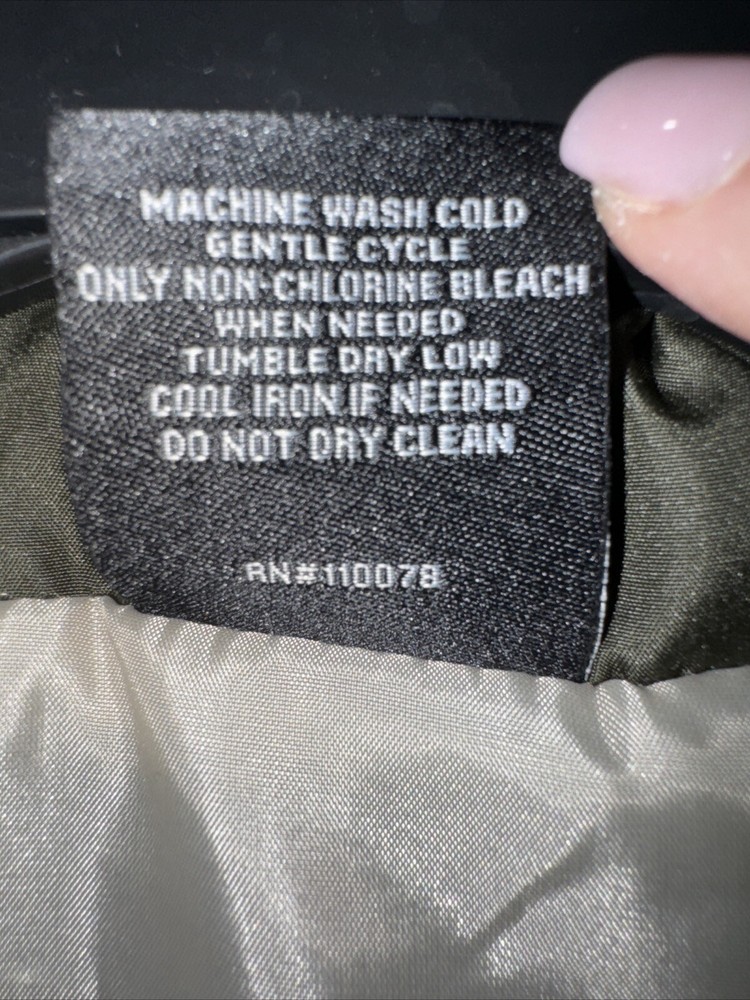 MACHINE WASH COLD
GENTLE CYCLE
ONLY NON-CHLORINE BLEACH
WHEN NEEDED
TUMBLE DRY LOW
COOL IRON IF NEEDED
DO NOT DRY CLEAN
RN#110078